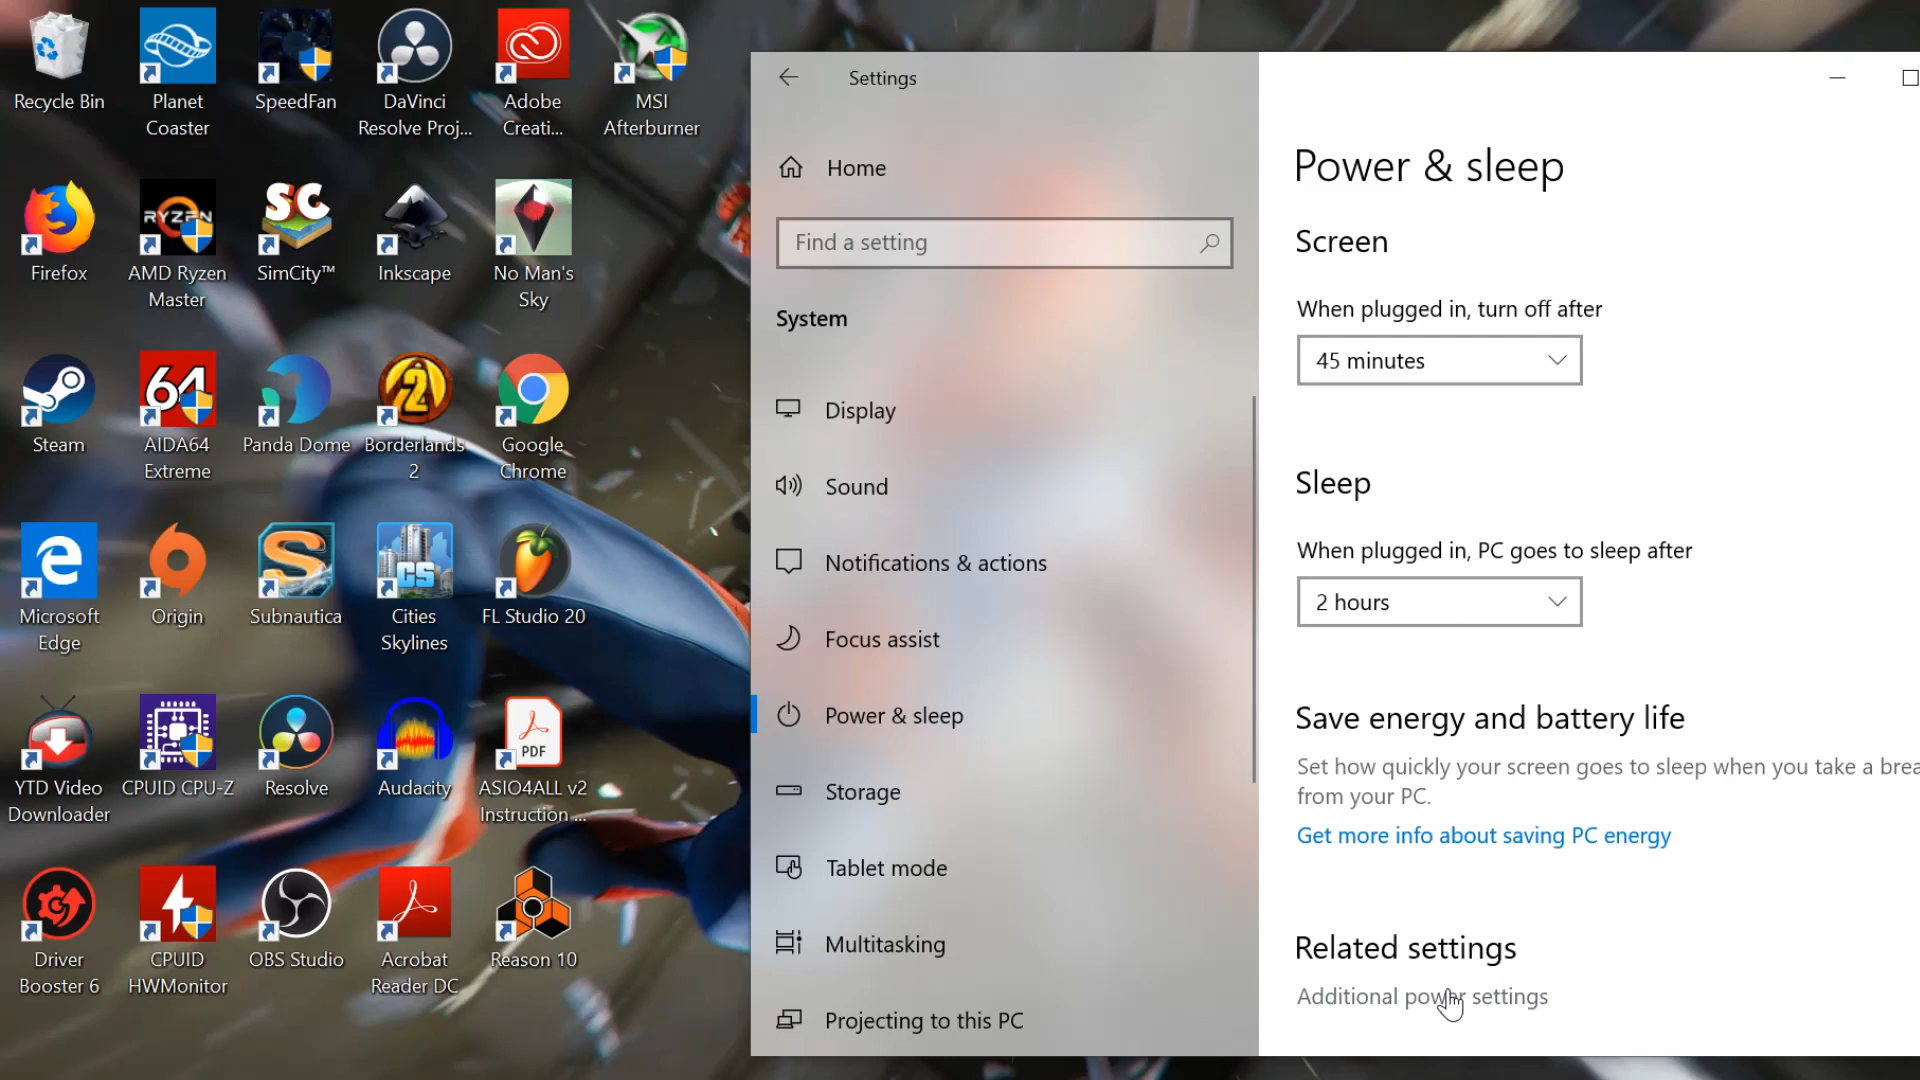 Recycle Bin
Planet
Coaster
SpeedFan
DaVinci
Resolve Proj...
Adobe
Creati...
MSI
Afterburner
Firefox
RYZEN
AMD Ryzen
Master
SC
SimCity™
Inkscape
No Man's
Sky
Steam
64
AIDA64
Extreme
Panda Dome
2
Borderlands
2
Google
Chrome
Microsoft
Edge
Origin
S
Subnautica
CS
Cities
Skylines
FL Studio 20
YTD Video
Downloader
CPUID CPU-Z
Resolve
Audacity
PDF
ASIO4ALL v2
Instruction ...
Driver
Booster 6
CPUID
HWMonitor
OBS Studio
Acrobat
Reader DC
Reason 10
Settings
Home
Find a setting
System
Display
Sound
Notifications & actions
Focus assist
Power & sleep
Storage
Tablet mode
Multitasking
Projecting to this PC
Power & sleep
Screen
When plugged in, turn off after
45 minutes
Sleep
When plugged in, PC goes to sleep after
2 hours
Save energy and battery life
Set how quickly your screen goes to sleep when you take a brea
from your PC.
Get more info about saving PC energy
Related settings
Additional power settings